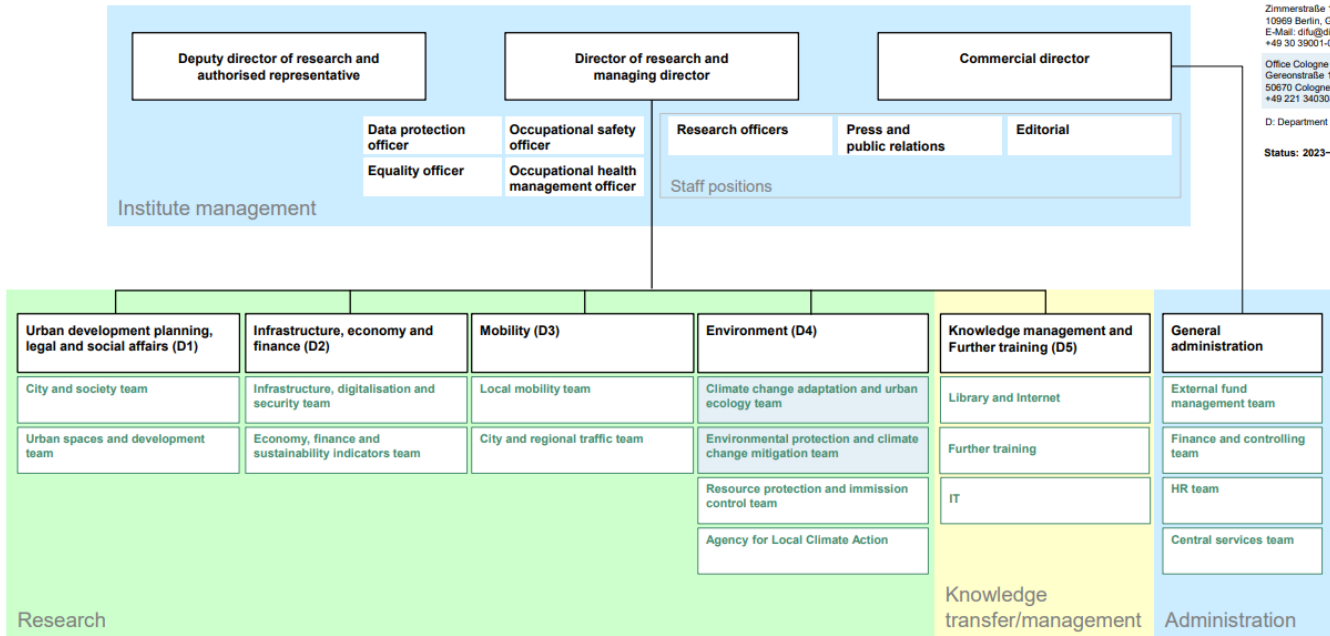 Deputy director of research and
authorised representative
Director of research and
managing director
Commercial director
Zimmerstraße
10969 Berlin,
E-Mail:
+49 30 39001-
Office Cologne
Gereonstraße
50670 Cologne
+49 221
D: Department
Status: 2023-
Data protection
officer
Occupational safety
officer
Equality officer
Occupational health
management officer
Research officers
Press and
public relations
Editorial
Staff positions
Institute management
Urban development planning,
legal and social affairs (D1)
City and society team
Urban spaces and development
team
Infrastructure, economy and
finance (D2)
Infrastructure, digitalisation and
security team
Economy, finance and
sustainability indicators team
Mobility (D3)
Local mobility team
City and regional traffic team
Environment (D4)
Climate change adaptation and urban
ecology team
Environmental protection and climate
change mitigation team
Resource protection and immission
control team
Agency for Local Climate Action
Knowledge management and
Further training (D5)
Library and Internet
Further training
IT
General
administration
External fund
management team
Finance and controlling
team
HR team
Central services team
Research
Knowledge
transfer/management
Administration